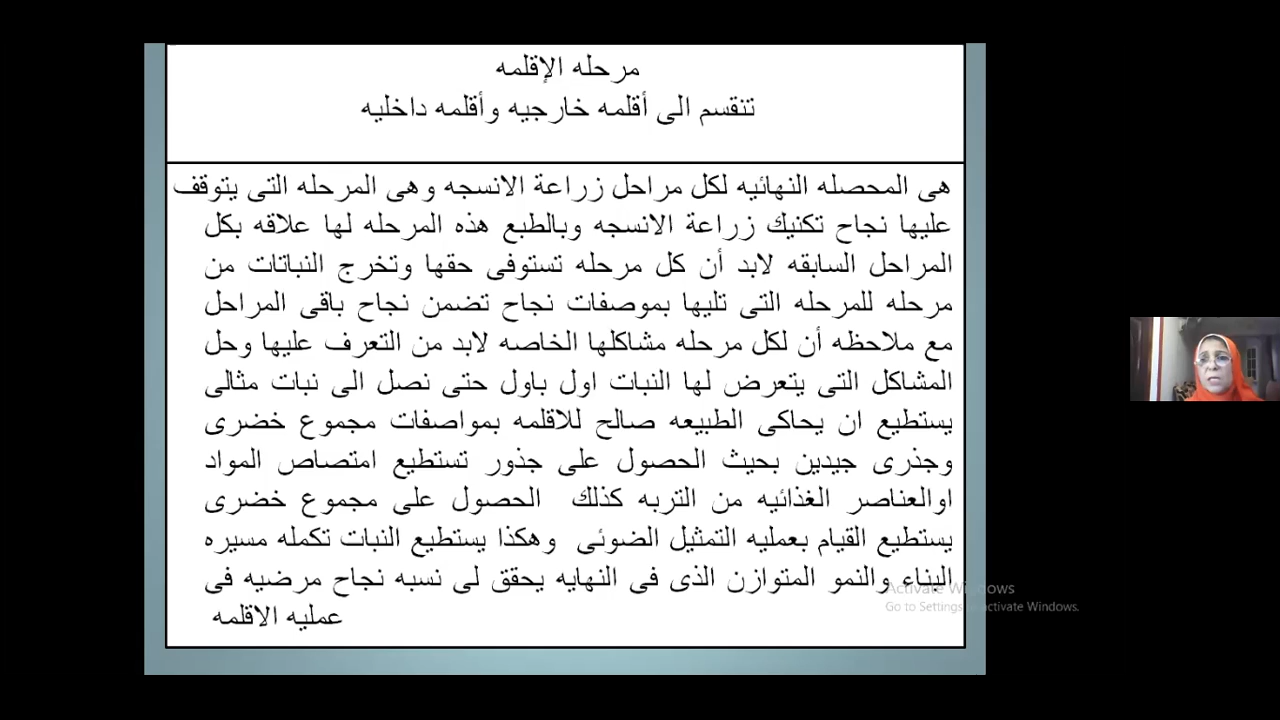 مرحله الإقلمه
تنقسم الى أقلمه خارجيه وأقلمه داخليه
هى المحصله النهائيه لكل مراحل زراعة الانسجه وهى المرحله التى يتوقف
عليها نجاح تكنيك زراعة الانسجه وبالطبع هذه المرحله لها علاقه بكل
المراحل السابقه لابد أن كل مرحله تستوفى حقها وتخرج النباتات من
مرحله للمرحله التى تليها بموصفات نجاح تضمن نجاح باقى المراحل
مع ملاحظه أن لكل مرحله مشاكلها الخاصه لابد من التعرف عليها وحل
المشاكل التى يتعرض لها النبات اول باول حتى نصل الى نبات مثالى
يستطيع ان يحاكى الطبيعه صالح للاقلمه بمواصفات مجموع خضرى
وجذرى جيدين بحيث الحصول على جذور تستطيع امتصاص المواد
اوالعناصر الغذائيه من التربه كذلك الحصول على مجموع خضرى
يستطيع القيام بعمليه التمثيل الضوئى وهكذا يستطيع النبات تكمله مسيره
البناء والنمو المتوازن الذى فى النهايه يحقق لى نسبه نجاح مرضيه فى
عمليه الاقلمه
Activate Windows
Go to Settings to activate Windows.